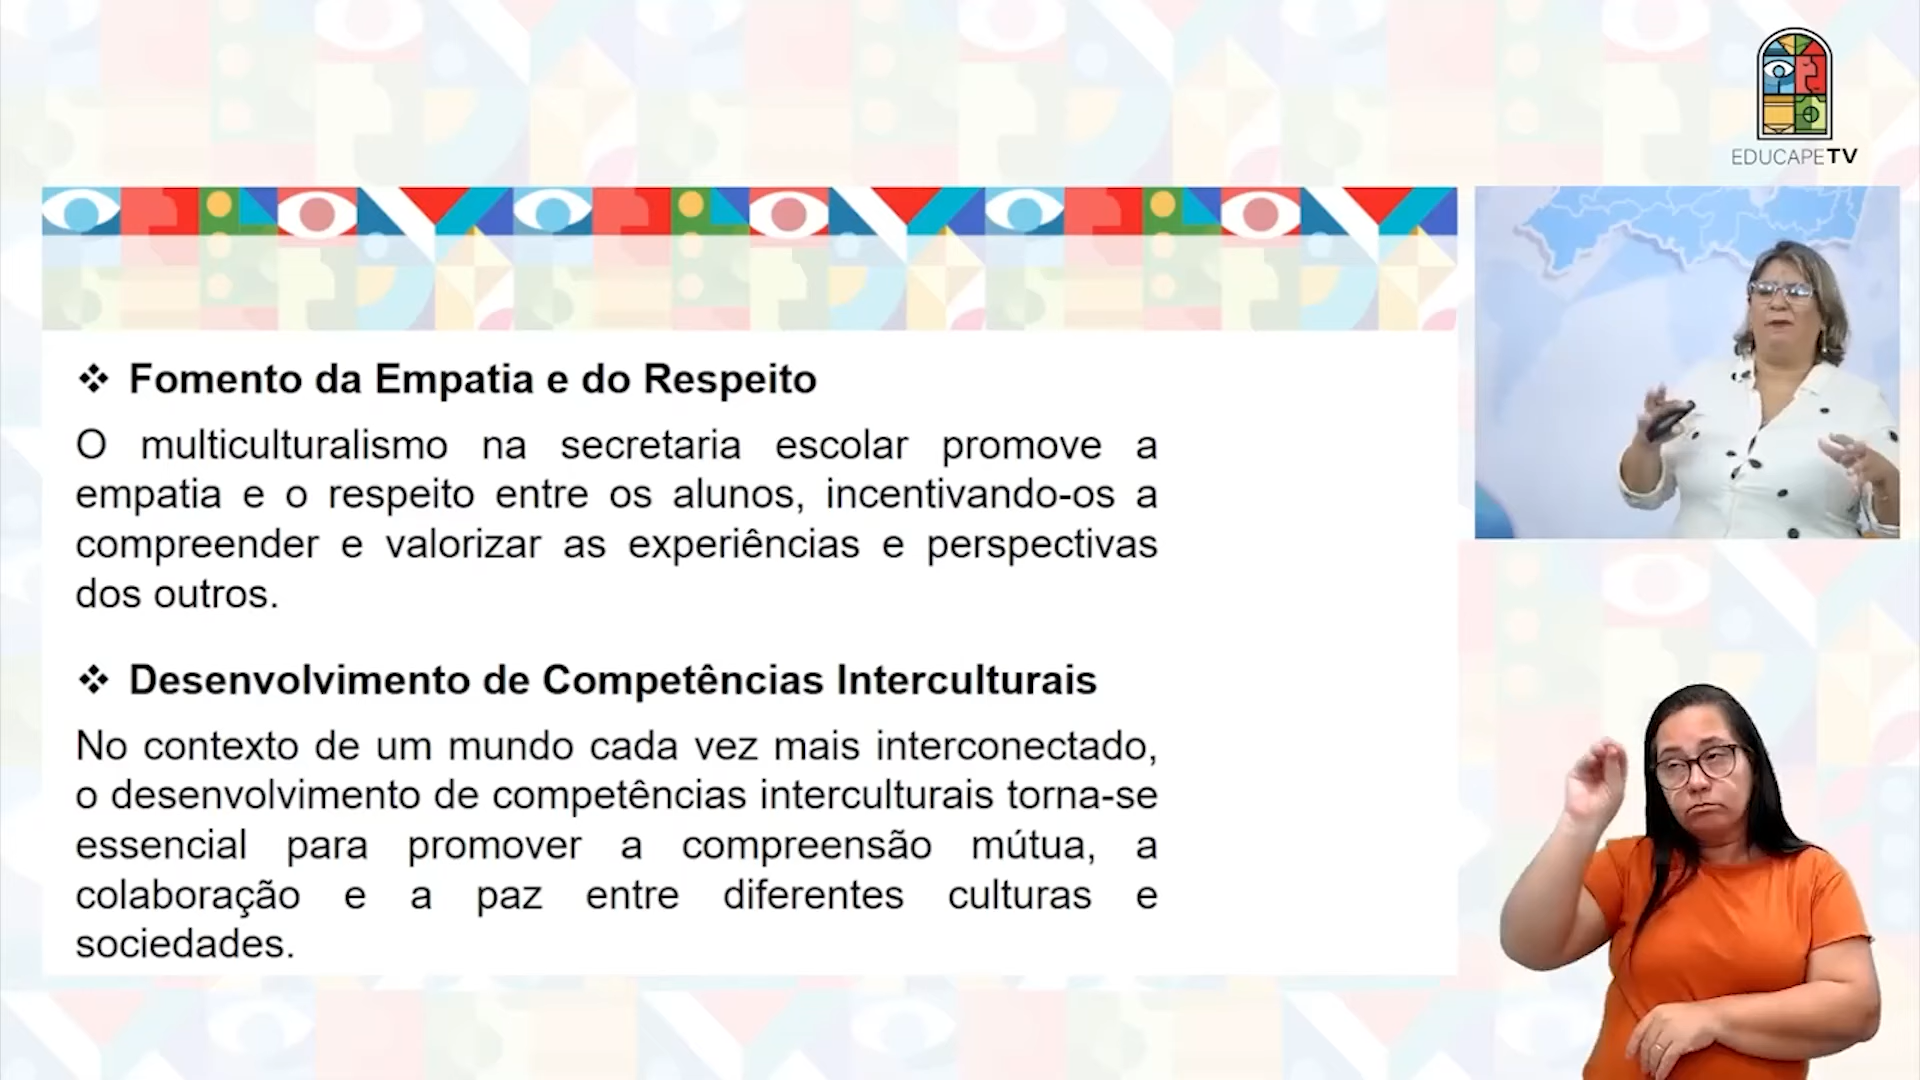 EDUCAPETV
❖ Fomento da Empatia e do Respeito
O multiculturalismo na secretaria escolar promove a
empatia e o respeito entre os alunos, incentivando-os a
compreender e valorizar as experiências e perspectivas
dos outros.
❖ Desenvolvimento de Competências Interculturais
No contexto de um mundo cada vez mais interconectado,
o desenvolvimento de competências interculturais torna-se
essencial para promover a compreensão mútua, a
colaboração e a paz entre diferentes culturas e
sociedades.